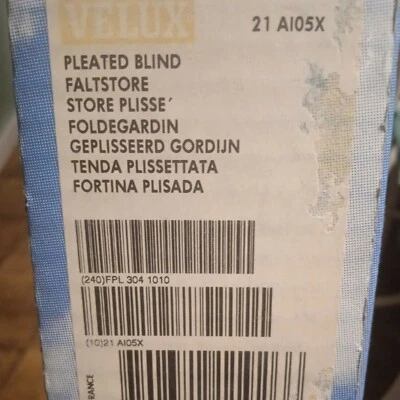 VELUX
21 AI05X
PLEATED BLIND
FALTSTORE
STORE PLISSE´
FOLDEGARDIN
GEPLISSEERD GORDIJN
TENDA PLISSETTATA
FORTINA PLISADA
(240)FPL 304 1010
(10)21 AI05X
RANCE